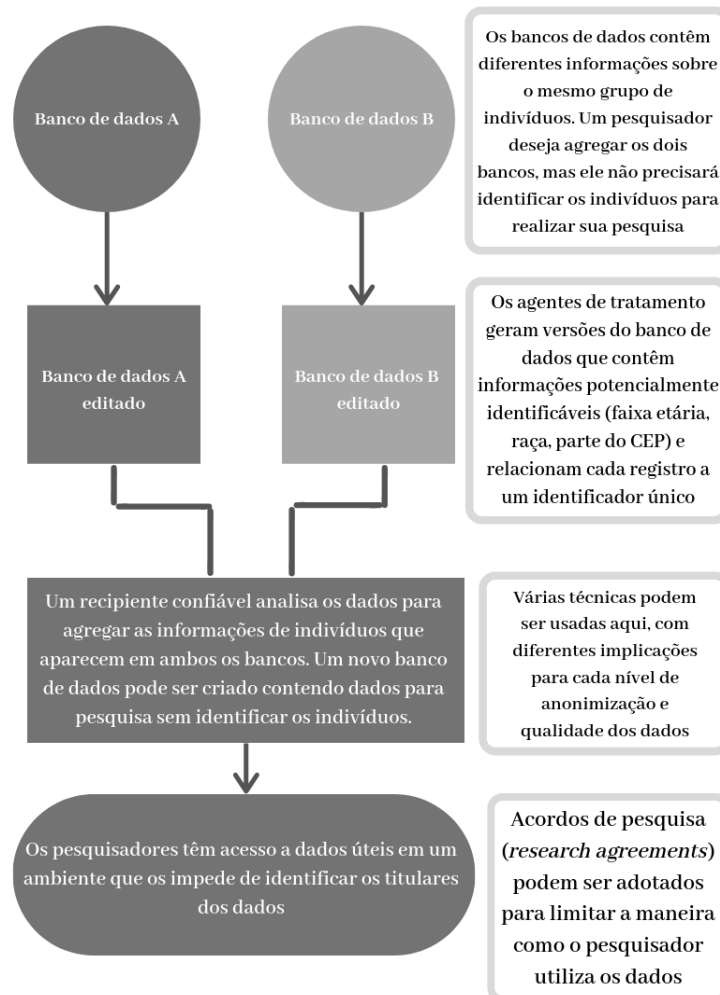 Banco de dados A
Banco de dados B
Os bancos de dados contêm
diferentes informações sobre
o mesmo grupo de
indivíduos. Um pesquisador
deseja agregar os dois
bancos, mas ele não precisará
identificar os indivíduos para
realizar sua pesquisa
Banco de dados A
editado
Banco de dados B
editado
Os agentes de tratamento
geram versões do banco de
dados que contêm
informações potencialmente
identificáveis (faixa etária,
raça, parte do CEP) e
relacionam cada registro a
um identificador único
Um recipiente confiável analisa os dados para
agregar as informações de indivíduos que
aparecem em ambos os bancos. Um novo banco
de dados pode ser criado contendo dados para
pesquisa sem identificar os indivíduos.
Várias técnicas podem
ser usadas aqui, com
diferentes implicações
para cada nível de
anonimização e
qualidade dos dados
Os pesquisadores têm acesso a dados úteis em um
ambiente que os impede de identificar os titulares
dos dados
Acordos de pesquisa
(research agreements)
podem ser adotados
para limitar a maneira
como o pesquisador
utiliza os dados